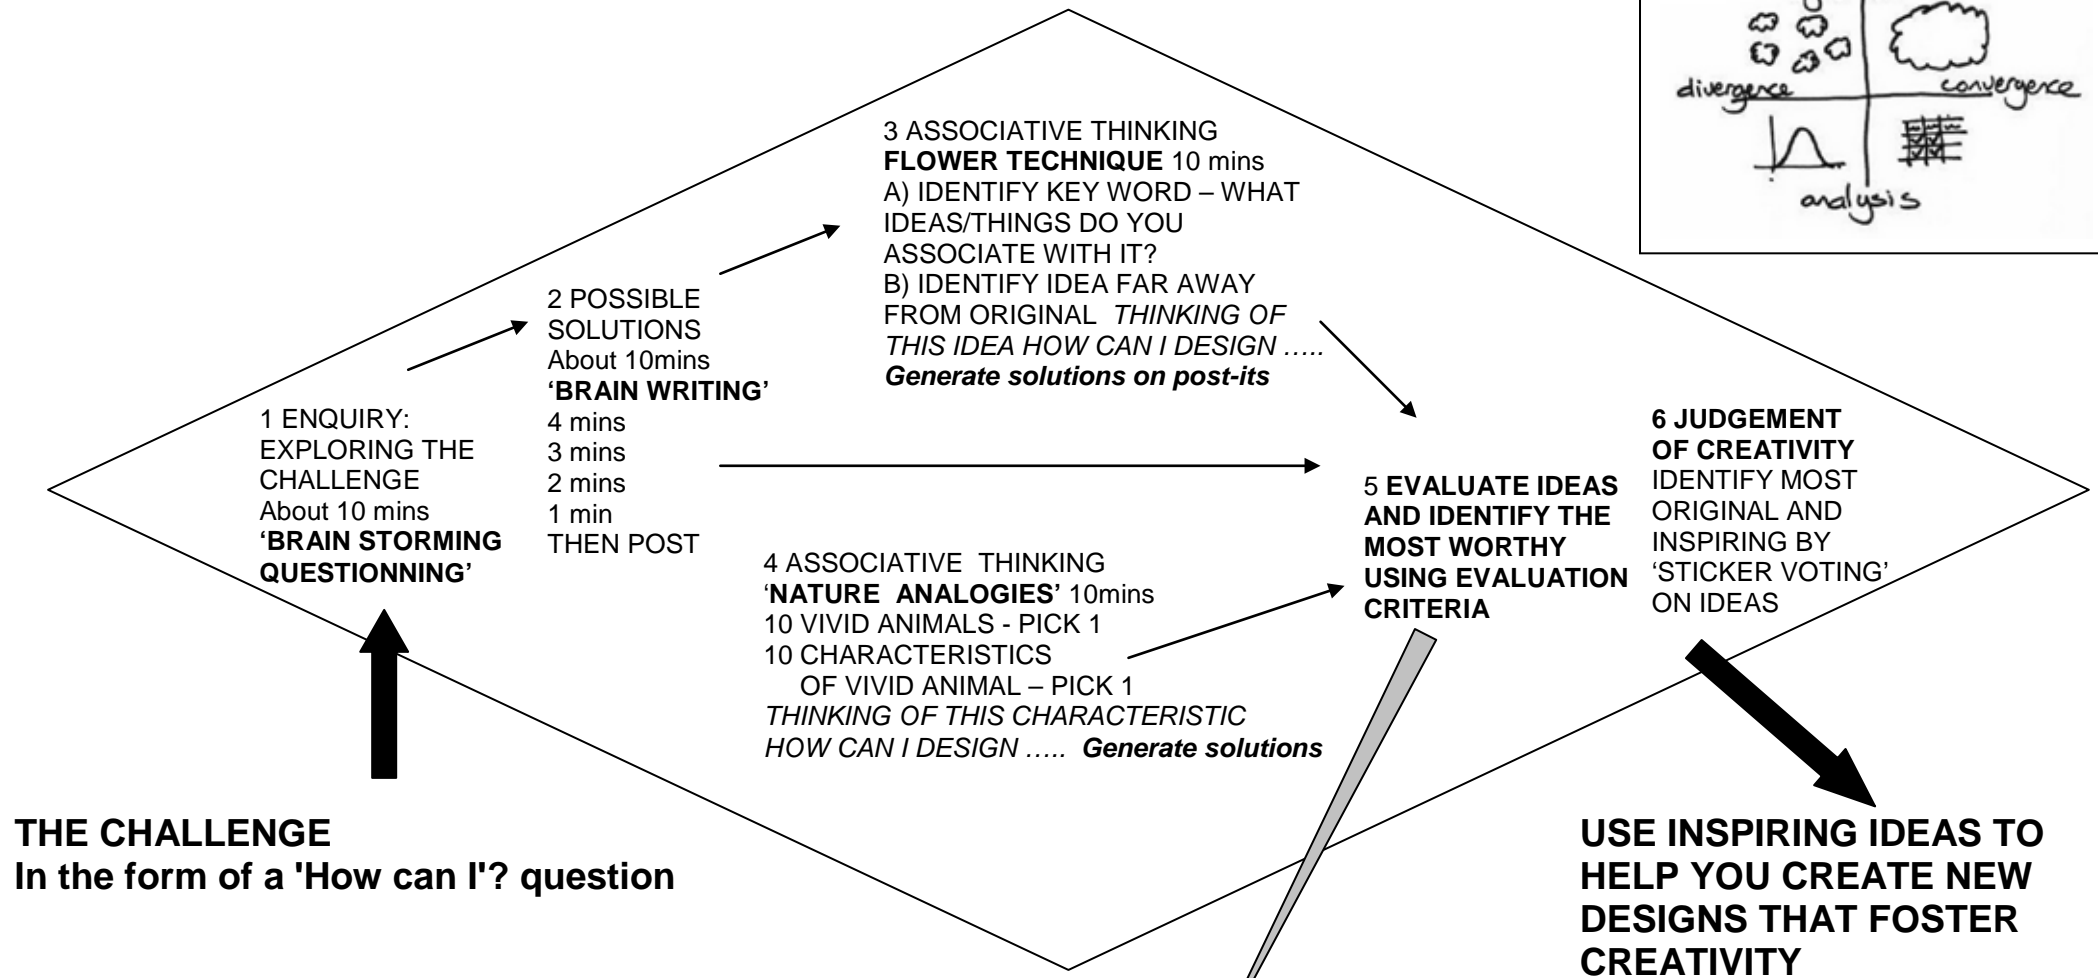 divergence
convergence
analysis
3 ASSOCIATIVE THINKING
FLOWER TECHNIQUE 10 mins
A) IDENTIFY KEY WORD – WHAT
IDEAS/THINGS DO YOU
ASSOCIATE WITH IT?
B) IDENTIFY IDEA FAR AWAY
FROM ORIGINAL THINKING OF
THIS IDEA HOW CAN I DESIGN …..
Generate solutions on post-its
2 POSSIBLE
SOLUTIONS
About 10mins
‘BRAIN WRITING’
4 mins
3 mins
2 mins
1 min
THEN POST
1 ENQUIRY:
EXPLORING THE
CHALLENGE
About 10 mins
‘BRAIN STORMING
QUESTIONNING’
4 ASSOCIATIVE THINKING
‘NATURE ANALOGIES’ 10mins
10 VIVID ANIMALS - PICK 1
10 CHARACTERISTICS
OF VIVID ANIMAL – PICK 1
THINKING OF THIS CHARACTERISTIC
HOW CAN I DESIGN ….. Generate solutions
5 EVALUATE IDEAS
AND IDENTIFY THE
MOST WORTHY
USING EVALUATION
CRITERIA
6 JUDGEMENT
OF CREATIVITY
IDENTIFY MOST
ORIGINAL AND
INSPIRING BY
‘STICKER VOTING’
ON IDEAS
THE CHALLENGE
In the form of a 'How can I'? question
USE INSPIRING IDEAS TO
HELP YOU CREATE NEW
DESIGNS THAT FOSTER
CREATIVITY